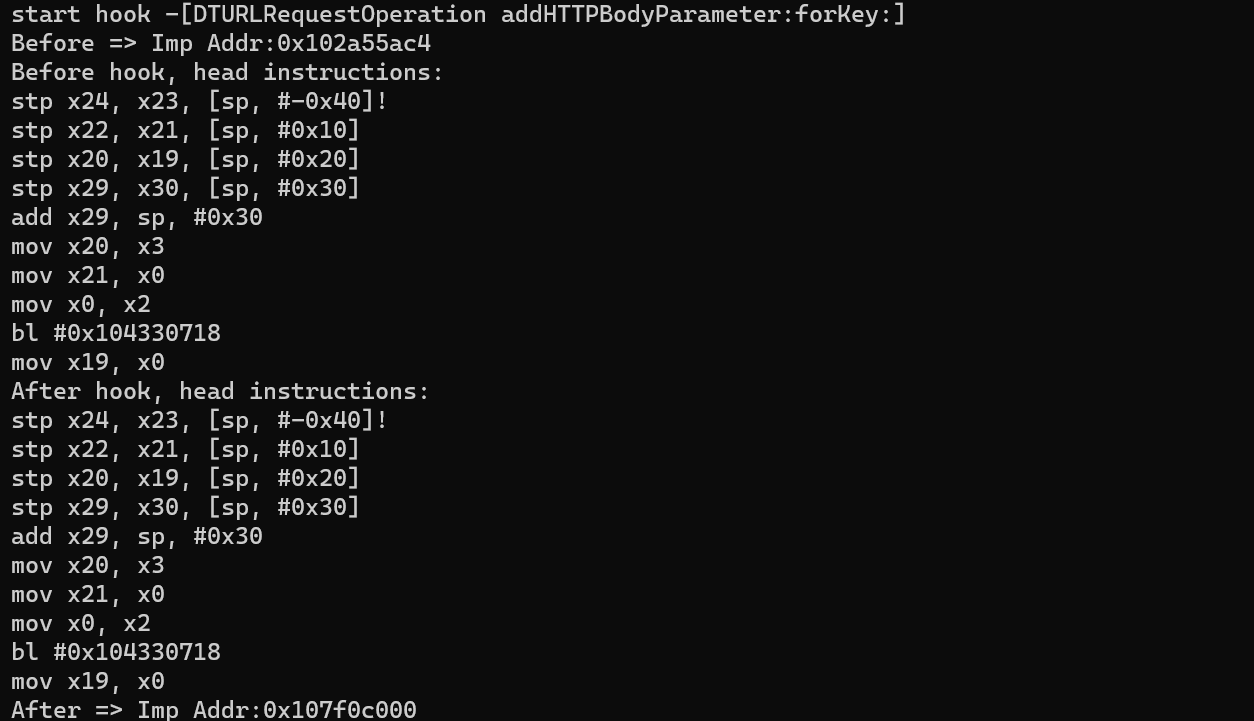 start hook -[DTURLRequestOperation addHTTPBodyParameter:forKey:]
Before => Imp Addr:0x102a55ac4
Before hook, head instructions:
stp x24, x23, [sp, #-0x40]!
stp x22, x21, [sp, #0x10]
stp x20, x19, [sp, #0x20]
stp x29, x30, [sp, #0x30]
add x29, sp, #0x30
mov x20, x3
mov x21, x0
mov x0, x2
bl #0x104330718
mov x19, x0
After hook, head instructions:
stp x24, x23, [sp, #-0x40]!
stp x22, x21, [sp, #0x10]
stp x20, x19, [sp, #0x20]
stp x29, x30, [sp, #0x30]
add x29, sp, #0x30
mov x20, x3
mov x21, x0
mov x0, x2
bl #0x104330718
mov x19, x0
After => Imp Addr:0x107f0c000